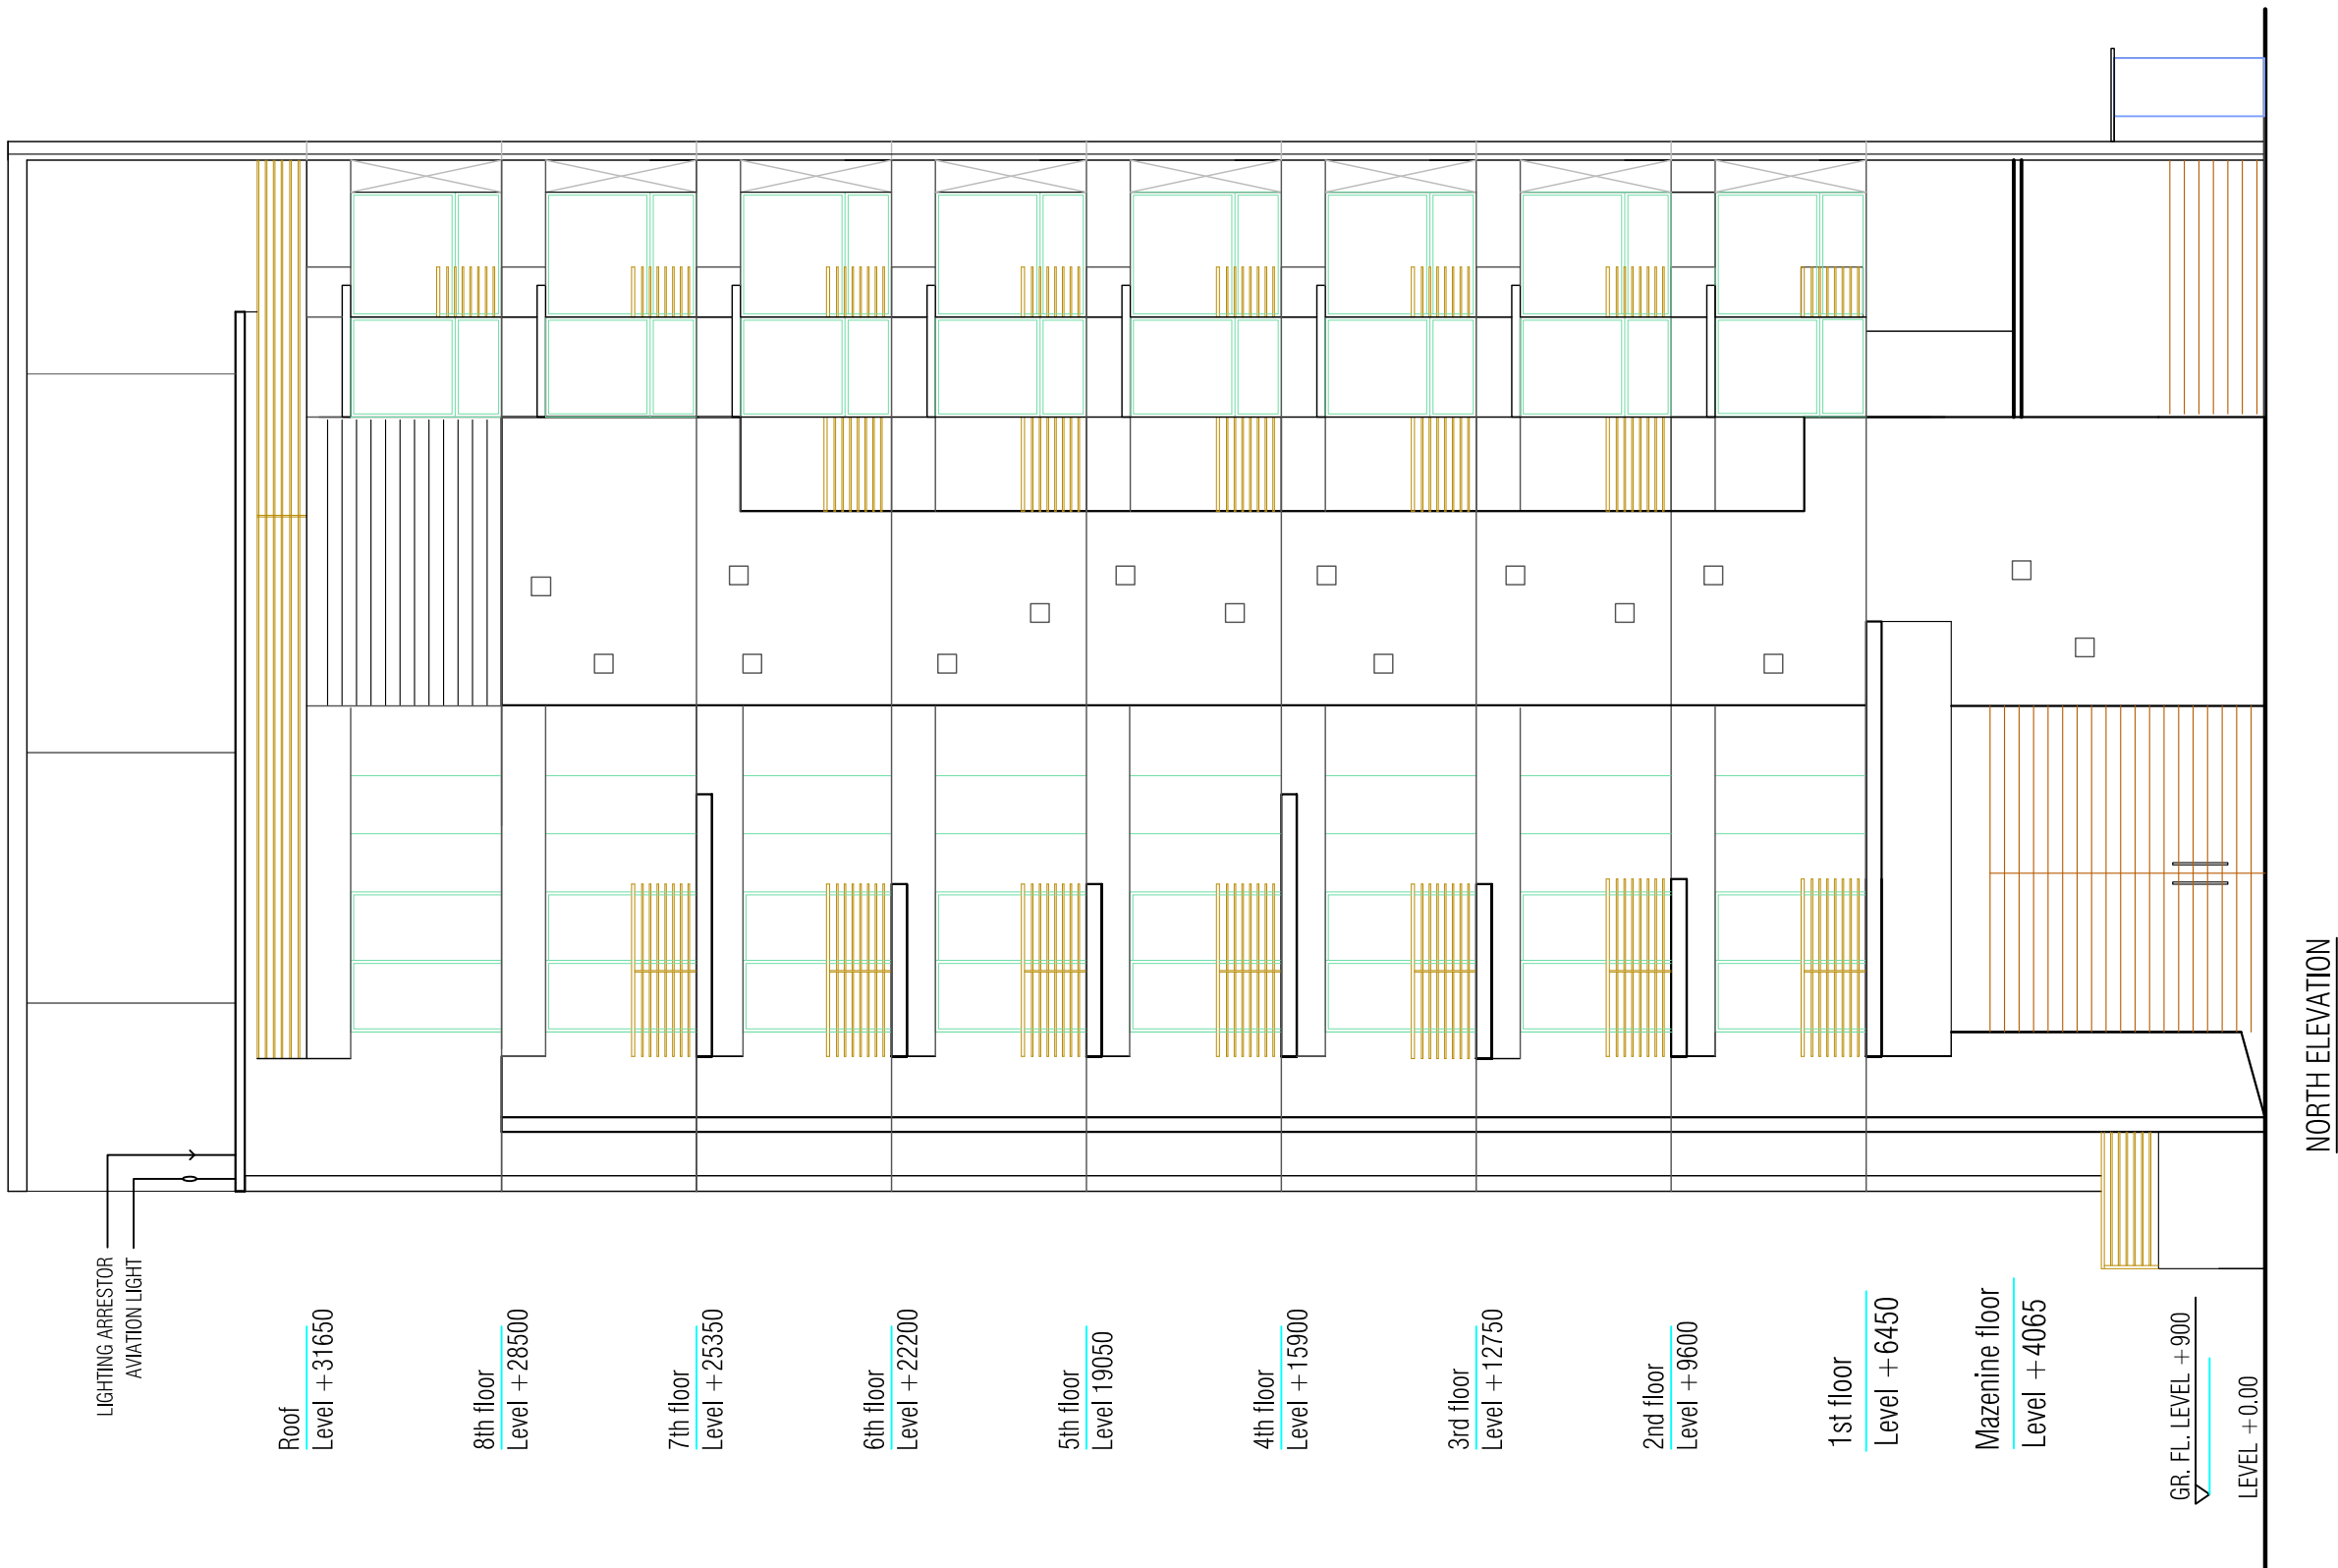 LIGHTING ARRESTOR
AVIATION LIGHT
Roof
Level +31650
8th floor
Level +28500
7th floor
Level +25350
6th floor
Level +22200
5th floor
Level 19050
4th floor
Level +15900
3rd floor
Level +12750
2nd floor
Level +9600
1st floor
Level +6450
Mazenine floor
Level +4065
GR. FL. LEVEL +900
LEVEL +0.00
NORTH ELEVATION